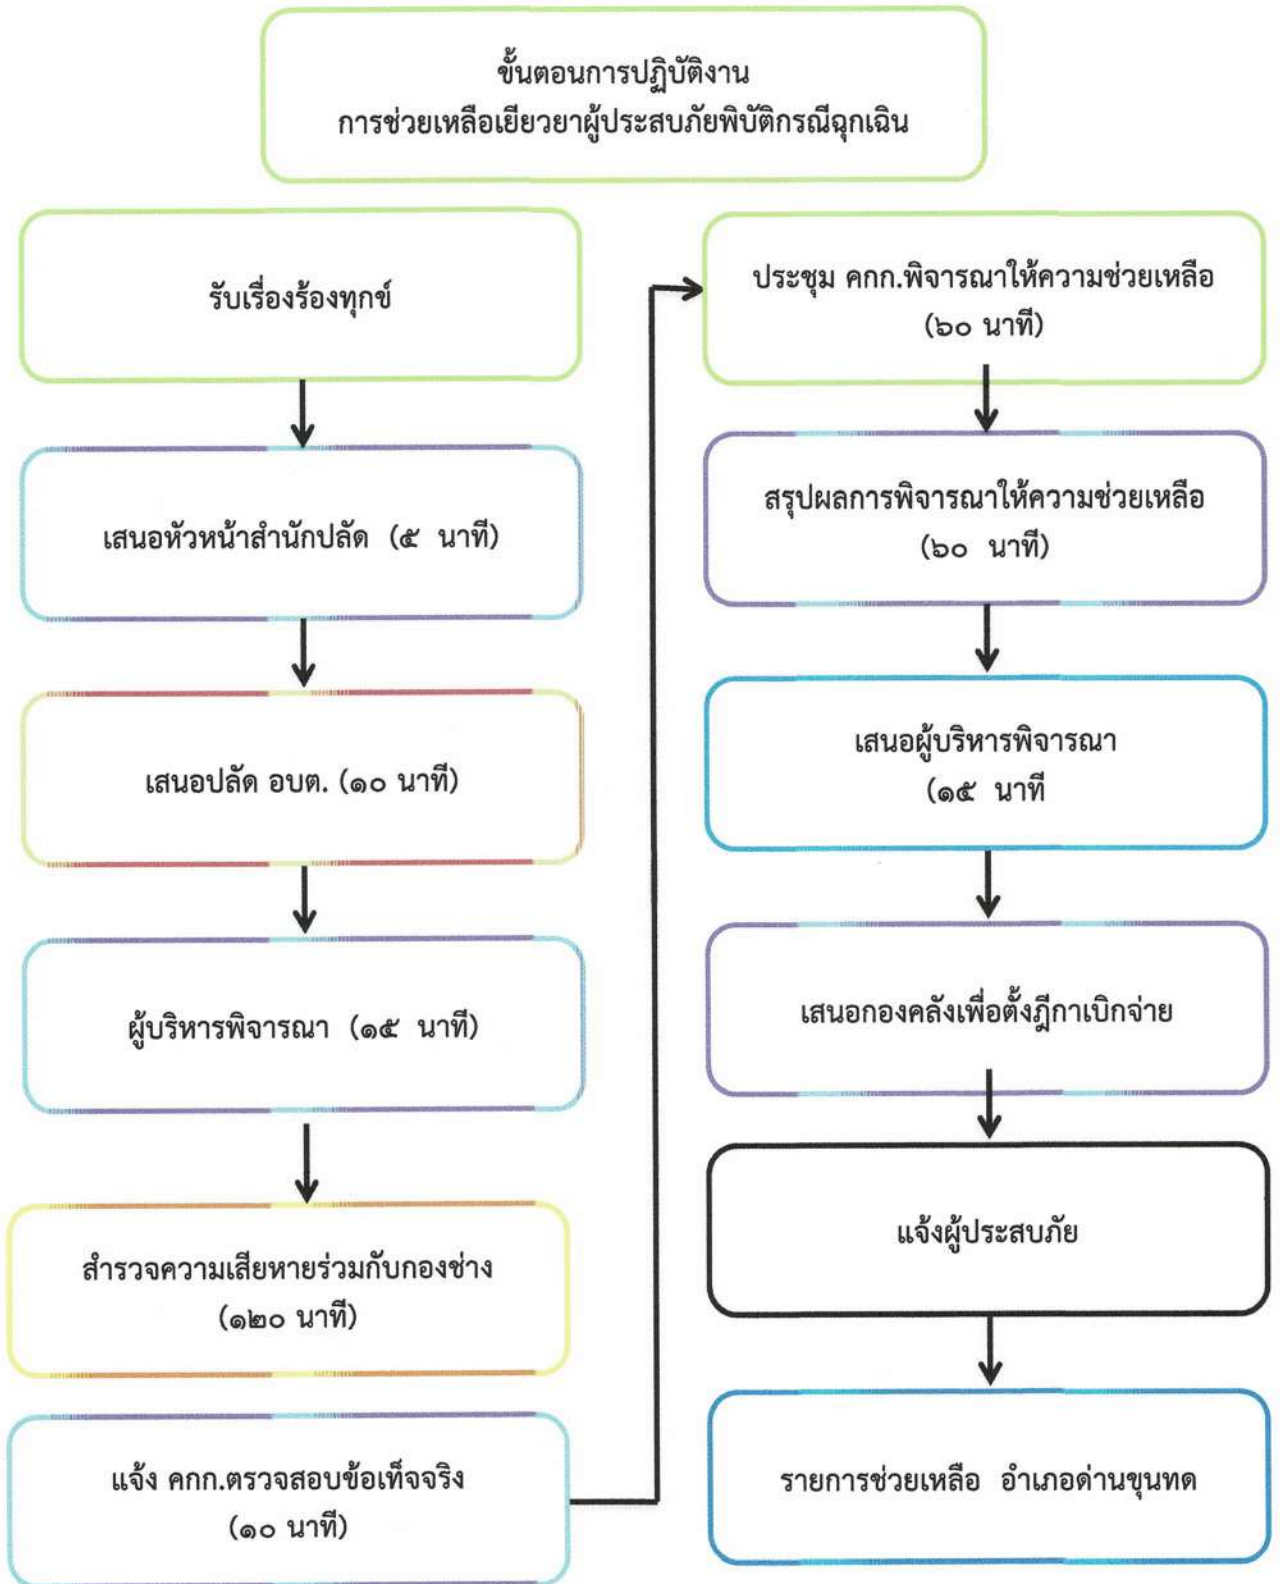 ขั้นตอนการปฏิบัติงาน
การช่วยเหลือเยียวยาผู้ประสบภัยพิบัติกรณีฉุกเฉิน
รับเรื่องร้องทุกข์
เสนอหัวหน้าสำนักปลัด (๕ นาที)
เสนอปลัด อบต. (๑๐ นาที)
ผู้บริหารพิจารณา (๑๕ นาที)
สำรวจความเสียหายร่วมกับกองช่าง
(๑๒๐ นาที)
แจ้ง คกก.ตรวจสอบข้อเท็จจริง
(๑๐ นาที)
ประชุม คกก.พิจารณาให้ความช่วยเหลือ
(๖๐ นาที)
สรุปผลการพิจารณาให้ความช่วยเหลือ
(๖๐ นาที)
เสนอผู้บริหารพิจารณา
(๑๕ นาที
เสนอกองคลังเพื่อตั้งฎีกาเบิกจ่าย
แจ้งผู้ประสบภัย
รายการช่วยเหลือ อำเภอด่านขุนทด